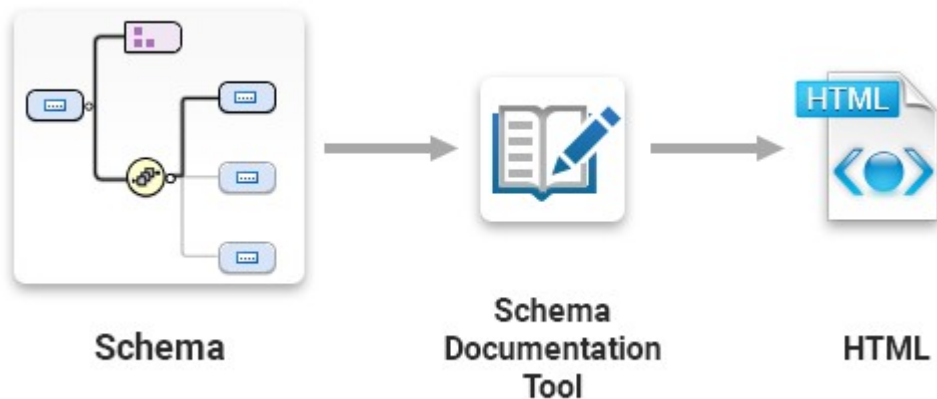 HTML
Schema
Schema
Documentation
Tool
HTML